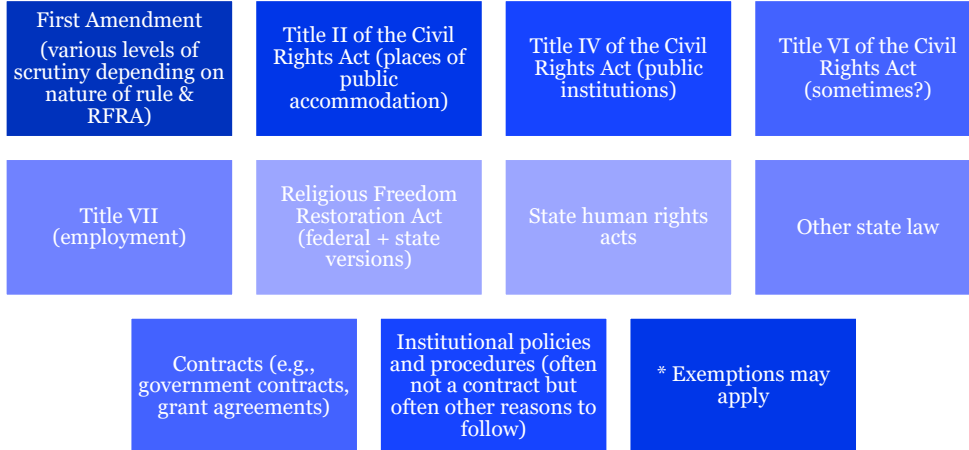 First Amendment
(various levels of
scrutiny depending on
nature of rule &
RFRA)
Title II of the Civil
Rights Act (places of
public
accommodation)
Title IV of the Civil
Rights Act (public
institutions)
Title VI of the Civil
Rights Act
(sometimes?)
Title VII
(employment)
Religious Freedom
Restoration Act
(federal + state
versions)
State human rights
acts
Other state law
Contracts (e.g.,
government contracts,
grant agreements)
Institutional policies
and procedures (often
not a contract but
often other reasons to
follow)
* Exemptions may
apply